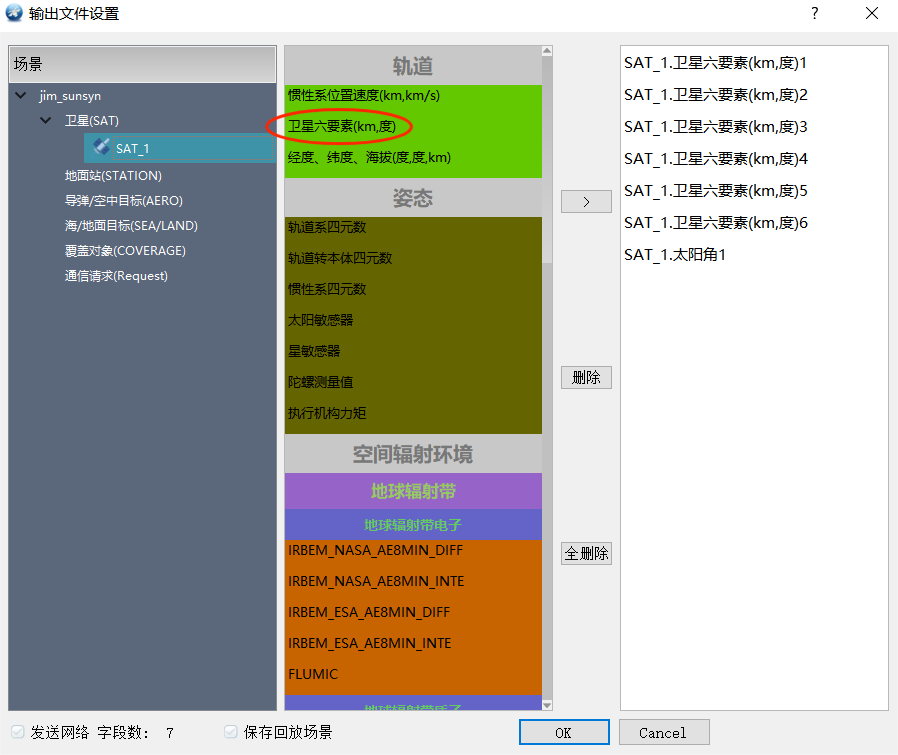 输出文件设置
?
场景
jim_sunsyn
卫星(SAT)
SAT_1
地面站(STATION)
导弹/空中目标(AERO)
海/地面目标(SEA/LAND)
覆盖对象(COVERAGE)
通信请求(Request)
轨道
惯性系位置速度(km,km/s)
卫星六要素(km,度)
经度、纬度、海拔(度,度,km)
姿态
轨道系四元数
轨道转本体四元数
惯性系四元数
太阳敏感器
星敏感器
陀螺测量值
执行机构力矩
空间辐射环境
地球辐射带
地球辐射带电子
IRBEM_NASA_AE8MIN_DIFF
IRBEM_NASA_AE8MIN_INTE
IRBEM_ESA_AE8MIN_DIFF
IRBEM_ESA_AE8MIN_INTE
FLUMIC
地球辐射带质子
>
删除
全删除
SAT_1.卫星六要素(km,度)1
SAT_1.卫星六要素(km,度)2
SAT_1.卫星六要素(km,度)3
SAT_1.卫星六要素(km,度)4
SAT_1.卫星六要素(km,度)5
SAT_1.卫星六要素(km,度)6
SAT_1.太阳角1
发送网络 字段数: 7
保存回放场景
OK
Cancel